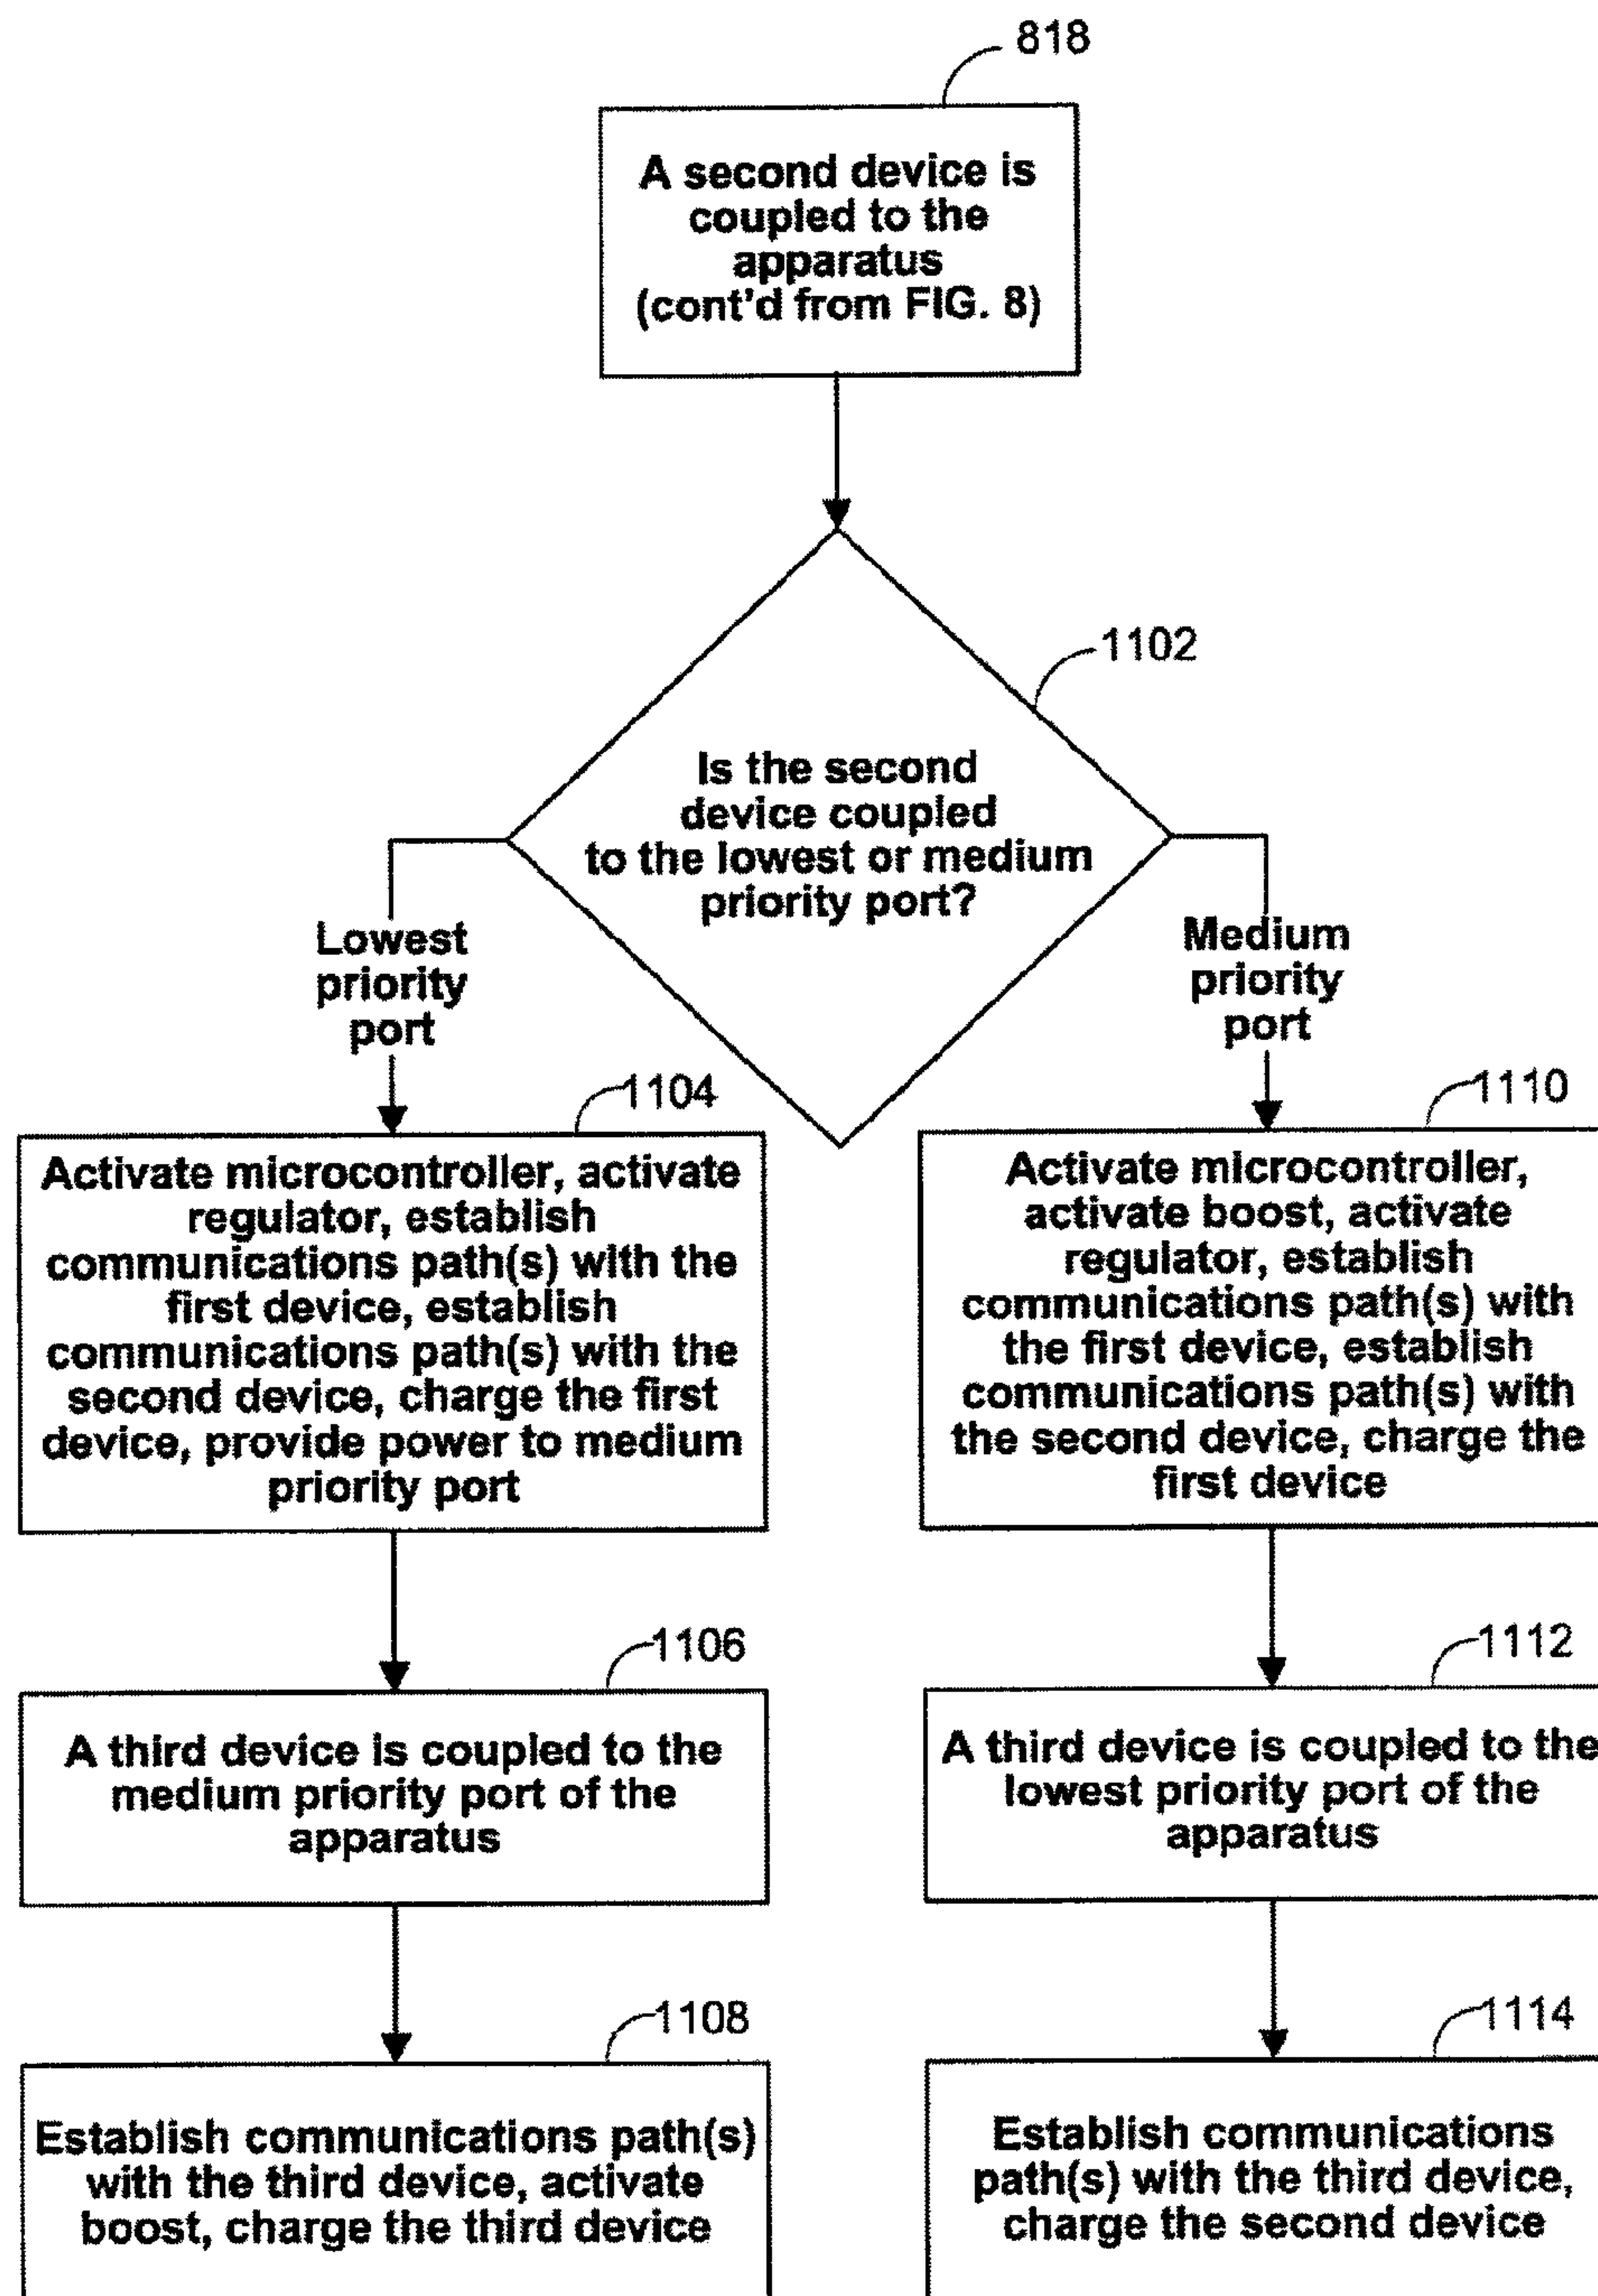 818
A second device is
coupled to the
apparatus
(cont'd from FIG. 8)
1102
Is the second
device coupled
to the lowest or medium
priority port?
Lowest
priority
port
Medium
priority
port
1104
Activate microcontroller, activate
regulator, establish
communications path(s) with the
first device, establish
communications path(s) with the
second device, charge the first
device, provide power to medium
priority port
1110
Activate microcontroller,
activate boost, activate
regulator, establish
communications path(s) with
the first device, establish
communications path(s) with
the second device, charge the
first device
1106
A third device is coupled to the
medium priority port of the
apparatus
1112
A third device is coupled to the
lowest priority port of the
apparatus
1108
Establish communications path(s)
with the third device, activate
boost, charge the third device
1114
Establish communications
path(s) with the third device,
charge the second device